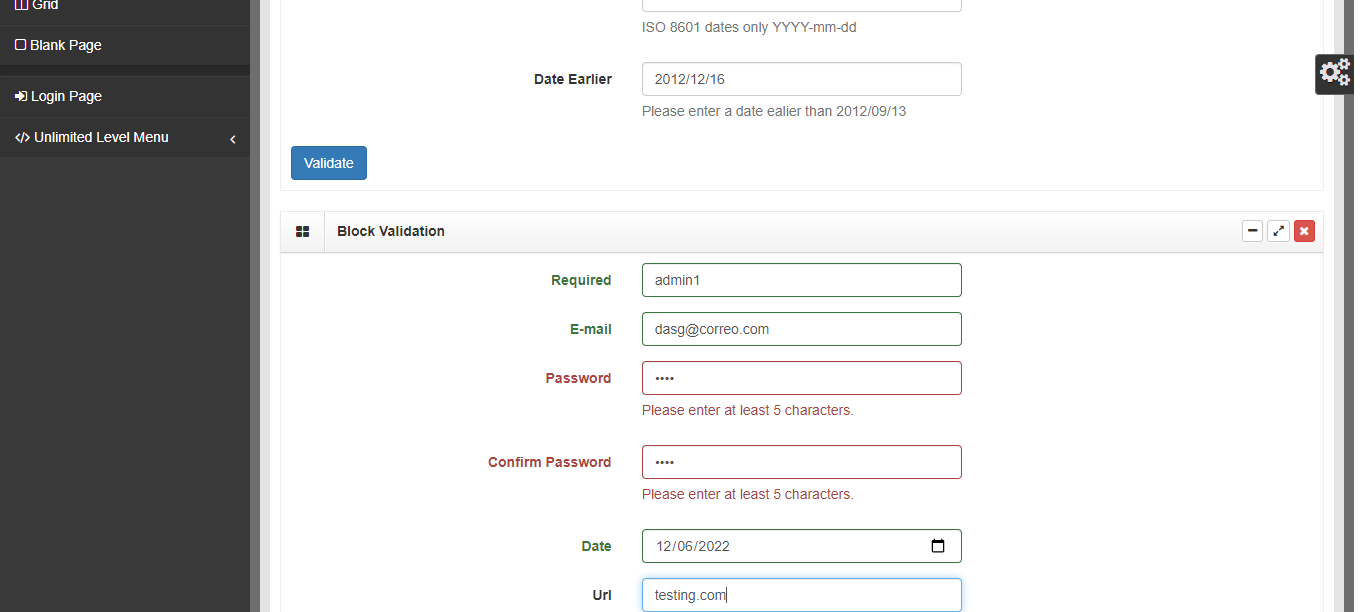 Grid
Blank Page
Login Page
Unlimited Level Menu
ISO 8601 dates only YYYY-mm-dd
Date Earlier 2012/12/16
Please enter a date ealier than 2012/09/13
Validate
Block Validation
Required admin1
E-mail dasg@correo.com
Password ••••
Please enter at least 5 characters.
Confirm Password ••••
Please enter at least 5 characters.
Date 12/06/2022
Url testing.com